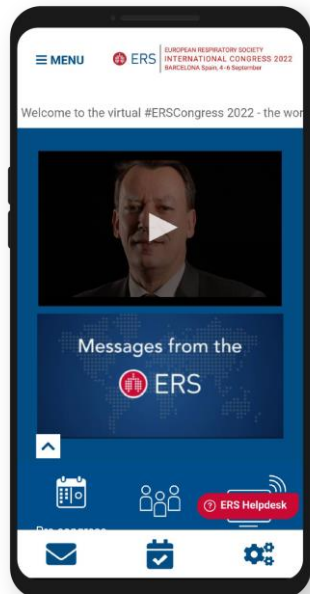 MENU
ERS
EUROPEAN RESPIRATORY SOCIETY
INTERNATIONAL CONGRESS 2022
BARCELONA Spain, 4-6 September
Welcome to the virtual #ERSCongress 2022 - the wor
Messages from the
ERS
ERS Helpdesk